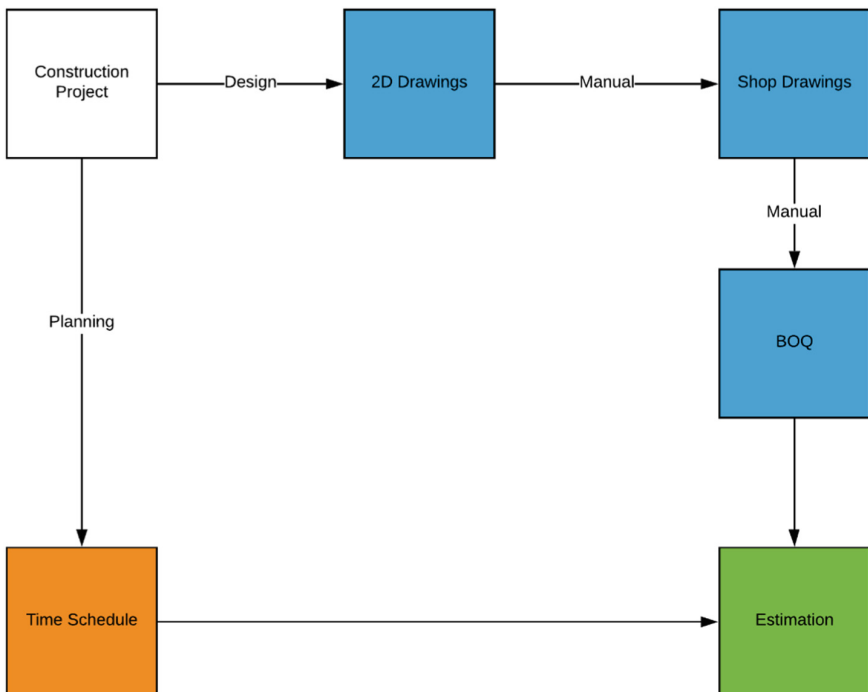 Construction
Project
Design
2D Drawings
Manual
Shop Drawings
Manual
Planning
BOQ
Time Schedule
Estimation